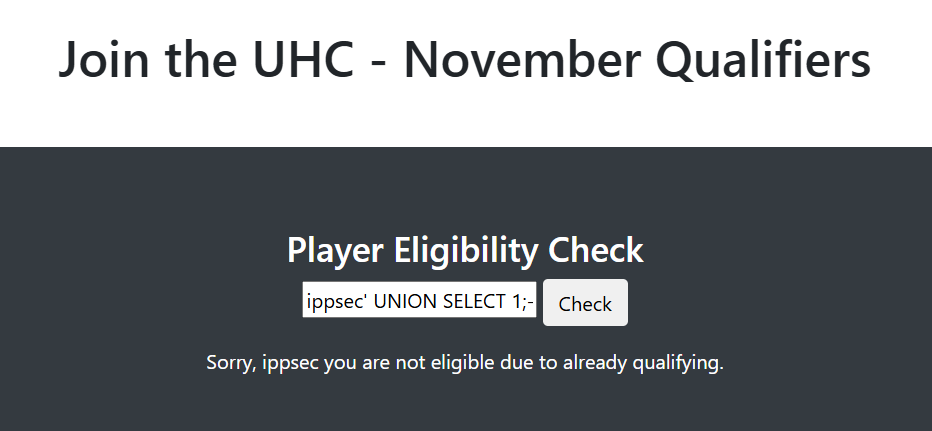 Join the UHC - November Qualifiers
Player Eligibility Check
ippsec' UNION SELECT 1;-
Check
Sorry, ippsec you are not eligible due to already qualifying.